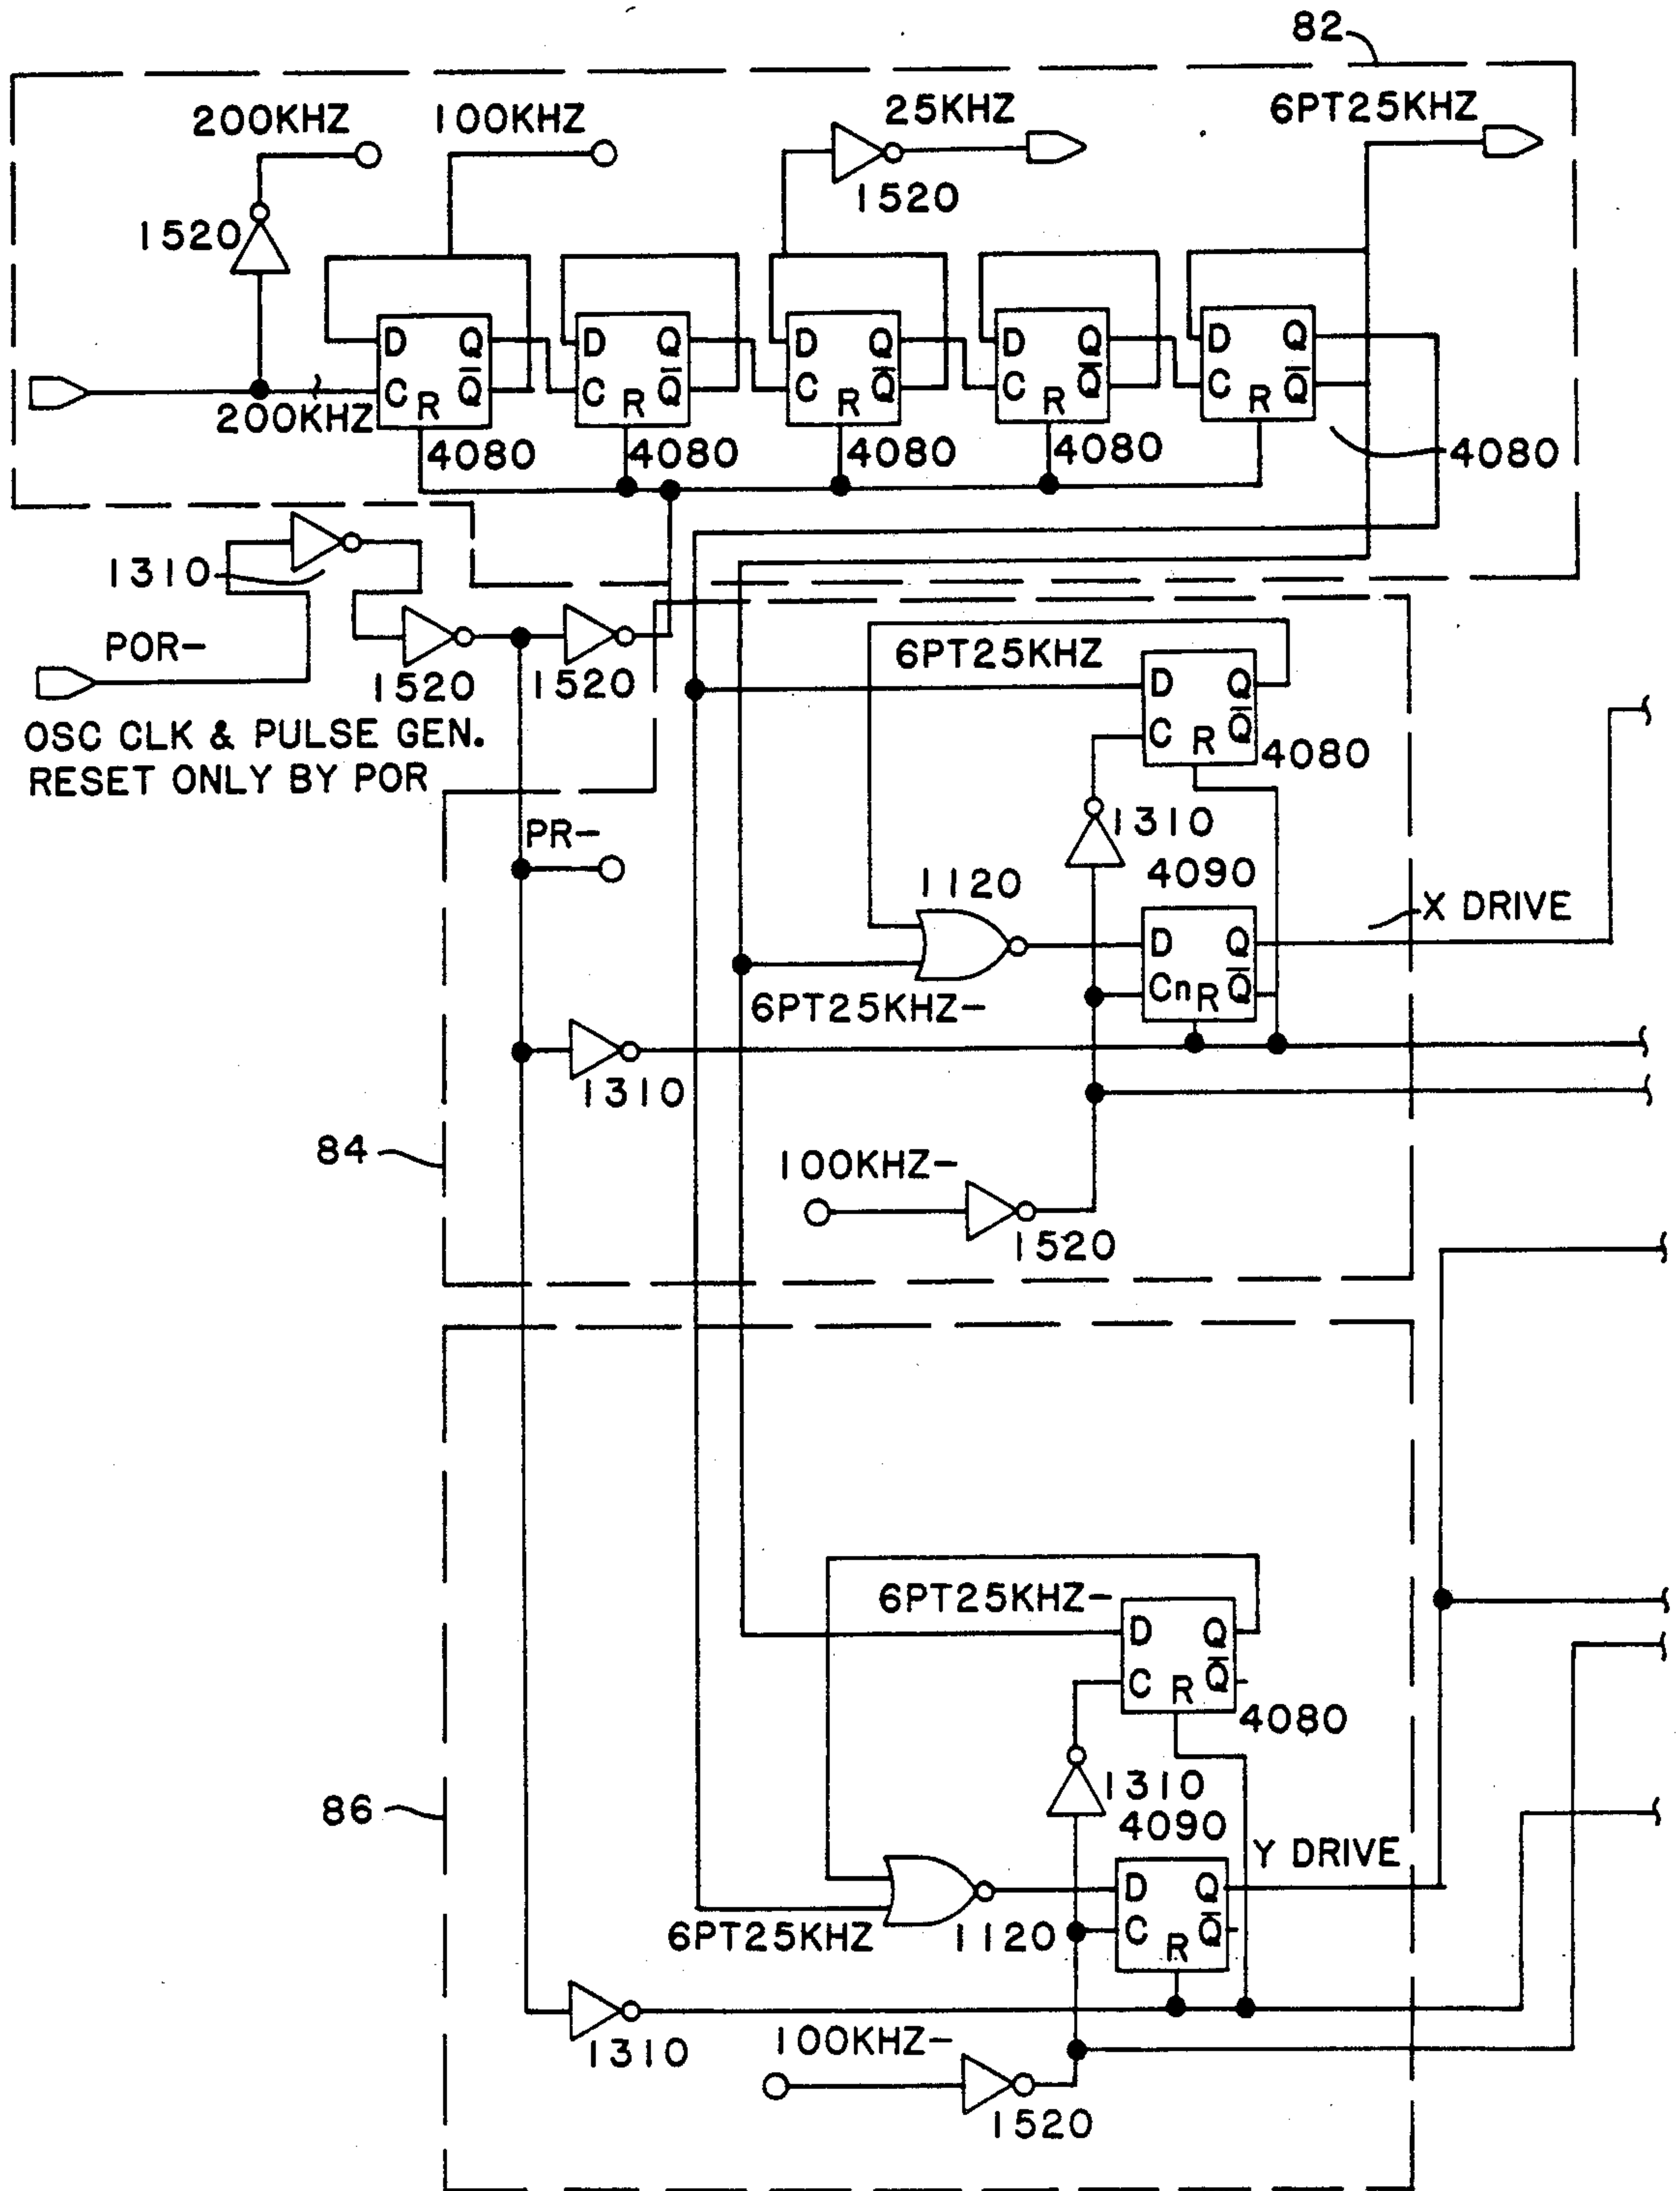 82
200KHZ
100KHZ
25KHZ
6PT25KHZ
1520
1520
D Q
C R Q̅
D Q
C R Q̅
D Q
C R Q̅
D Q
C R Q̅
D Q
C R Q̅
200KHZ
4080
4080
4080
4080
4080
1310
POR-
1520
1520
OSC CLK & PULSE GEN.
RESET ONLY BY POR
6PT25KHZ
D Q
C R Q̅
4080
PR-
1310
4090
1120
X DRIVE
D Q
Cn R Q̅
6PT25KHZ-
1310
84
100KHZ-
1520
6PT25KHZ-
D Q
C R Q̅
4080
1310
86
4090
Y DRIVE
D Q
C R Q̅
6PT25KHZ
1120
1310
100KHZ-
1520